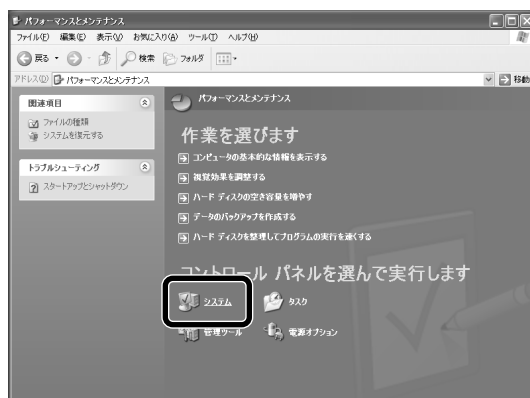 パフォーマンスとメンテナンス
ファイル(F) 編集(E) 表示(V) お気に入り(A) ツール(T) ヘルプ(H)
戻る 検索 フォルダ
アドレス(D) パフォーマンスとメンテナンス 移動
関連項目
ファイルの種類
システムを復元する
トラブルシューティング
スタートアップとシャットダウン
パフォーマンスとメンテナンス
作業を選びます
コンピュータの基本的な情報を表示する
視覚効果を調整する
ハード ディスクの空き容量を増やす
データのバックアップを作成する
ハード ディスクを整理してプログラムの実行を速くする
コントロール パネルを選んで実行します
システム タスク
管理ツール 電源オプション